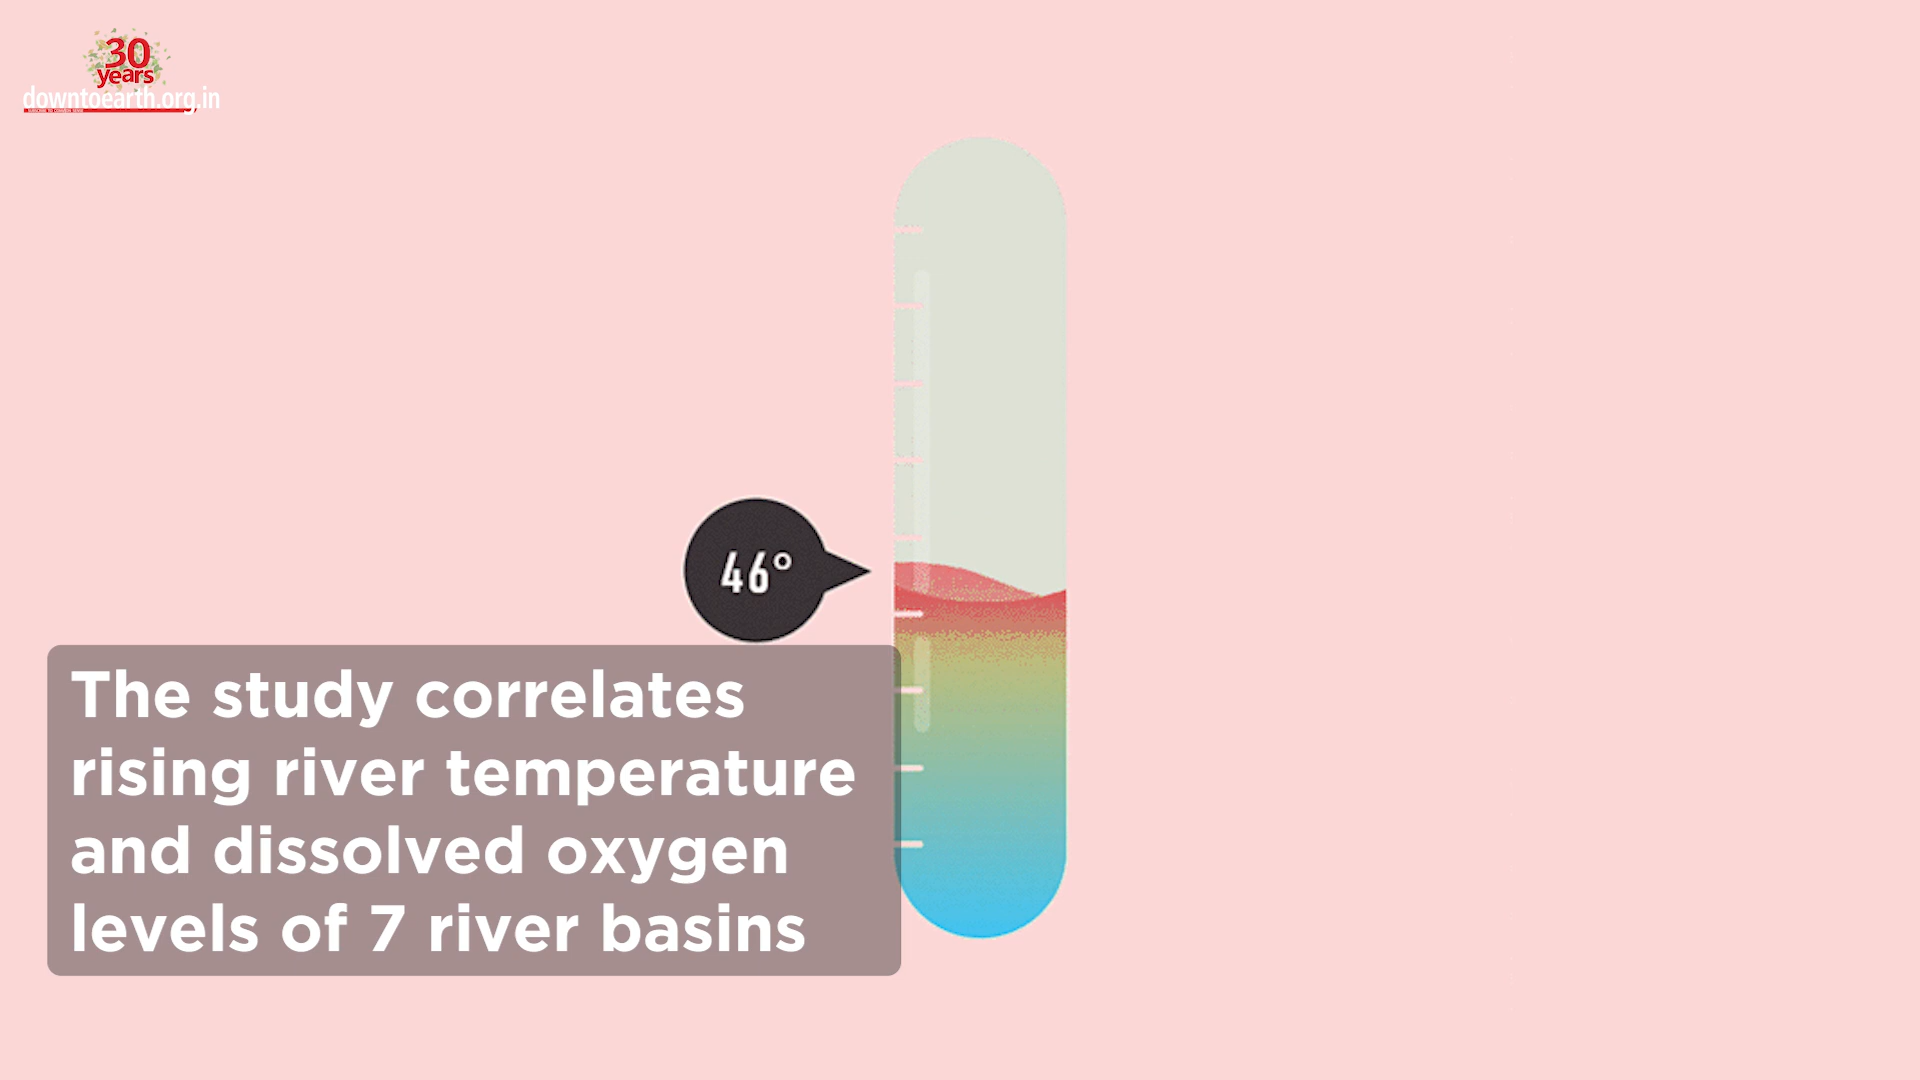 30
years
downtoearth.org.in
46°
The study correlates
rising river temperature
and dissolved oxygen
levels of 7 river basins